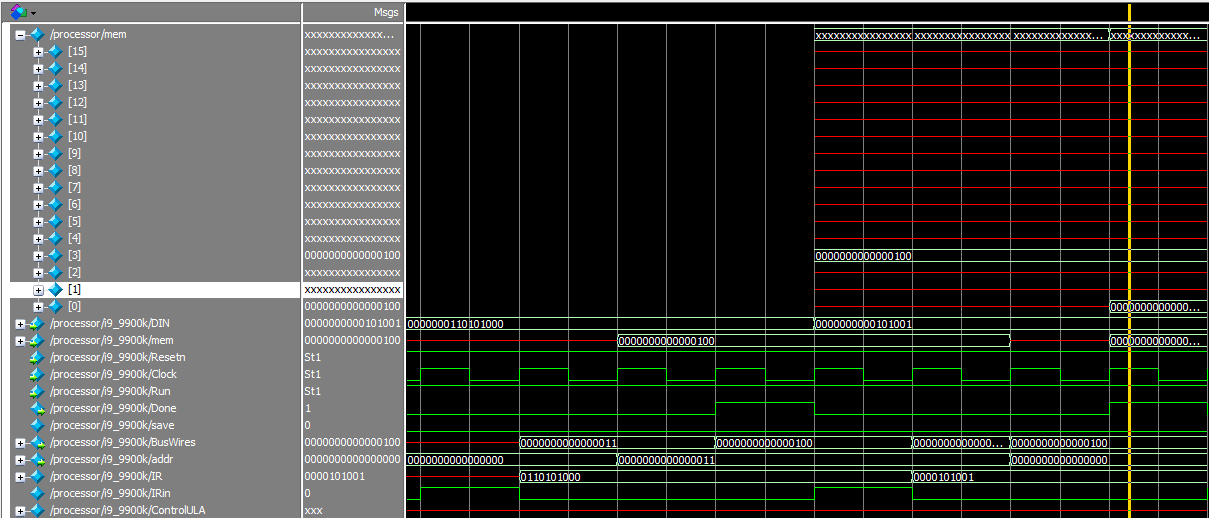 Msgs
/processor/mem xxxxxxxxxxxxx... xxxxxxxxxxxxxxxx xxxxxxxxxxxxxxxx xxxxxxxxxxxxx... xxxxxxxxxxxxx...
[15] xxxxxxxxxxxxxxxx
[14] xxxxxxxxxxxxxxxx
[13] xxxxxxxxxxxxxxxx
[12] xxxxxxxxxxxxxxxx
[11] xxxxxxxxxxxxxxxx
[10] xxxxxxxxxxxxxxxx
[9] xxxxxxxxxxxxxxxx
[8] xxxxxxxxxxxxxxxx
[7] xxxxxxxxxxxxxxxx
[6] xxxxxxxxxxxxxxxx
[5] xxxxxxxxxxxxxxxx
[4] xxxxxxxxxxxxxxxx
[3] 0000000000000100 0000000000000100
[2] xxxxxxxxxxxxxxxx
[1] xxxxxxxxxxxxxxxx
[0] 0000000000000100 0000000000000...
/processor/i9_9900k/DIN 0000000000101001 0000000110101000 0000000000101001
/processor/i9_9900k/mem 0000000000000100 0000000000000100 0000000000000...
/processor/i9_9900k/Resetn St1
/processor/i9_9900k/Clock St1
/processor/i9_9900k/Run St1
/processor/i9_9900k/Done 1
/processor/i9_9900k/save 0
/processor/i9_9900k/BusWires 0000000000000100 0000000000000011 0000000000000100 0000000000000... 0000000000000100
/processor/i9_9900k/addr 0000000000000000 0000000000000000 0000000000000011 0000000000000000
/processor/i9_9900k/IR 0000101001 0110101000 0000101001
/processor/i9_9900k/IRin 0
/processor/i9_9900k/ControlULA xxx